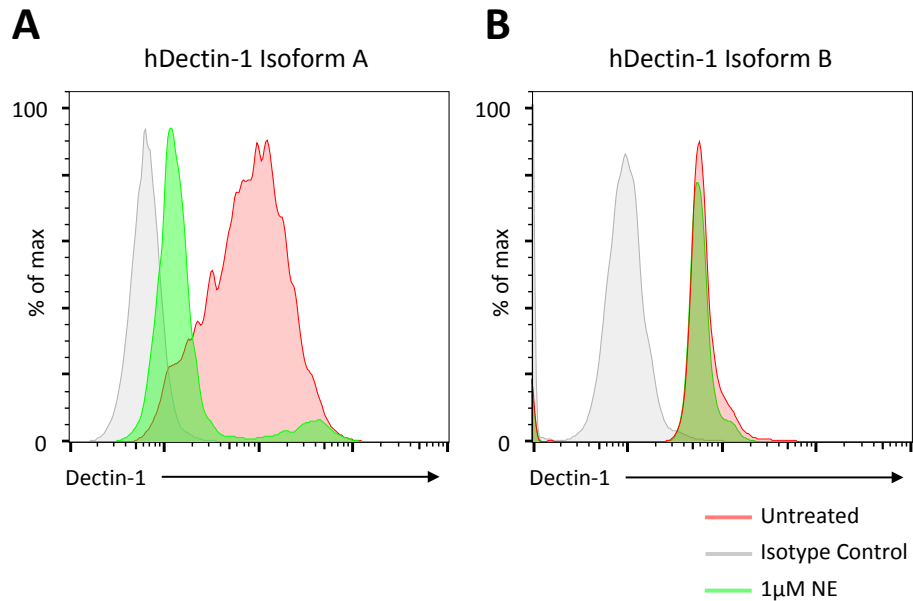 A
hDectin-1 Isoform A
100
% of max
0
Dectin-1
B
hDectin-1 Isoform B
100
% of max
0
Dectin-1
Untreated
Isotype Control
1µM NE